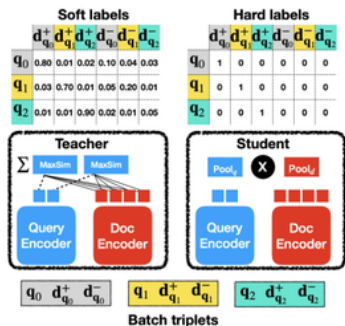 Soft labels
d⁺q₀ d⁺q₁ d⁺q₂ d⁻q₀ d⁻q₁ d⁻q₂
q₀ 0.80 0.01 0.02 0.10 0.04 0.03
q₁ 0.03 0.70 0.01 0.05 0.20 0.01
q₂ 0.01 0.01 0.90 0.02 0.01 0.05
Hard labels
d⁺q₀ d⁺q₁ d⁺q₂ d⁻q₀ d⁻q₁ d⁻q₂
q₀ 1 0 0 0 0 0
q₁ 0 1 0 0 0 0
q₂ 0 0 1 0 0 0
Teacher
Σ MaxSim MaxSim
Query Doc
Encoder Encoder
Student
Pool_d X Pool_d
Query Doc
Encoder Encoder
q₀ d⁺q₀ d⁻q₀ q₁ d⁺q₁ d⁻q₁ q₂ d⁺q₂ d⁻q₂
Batch triplets